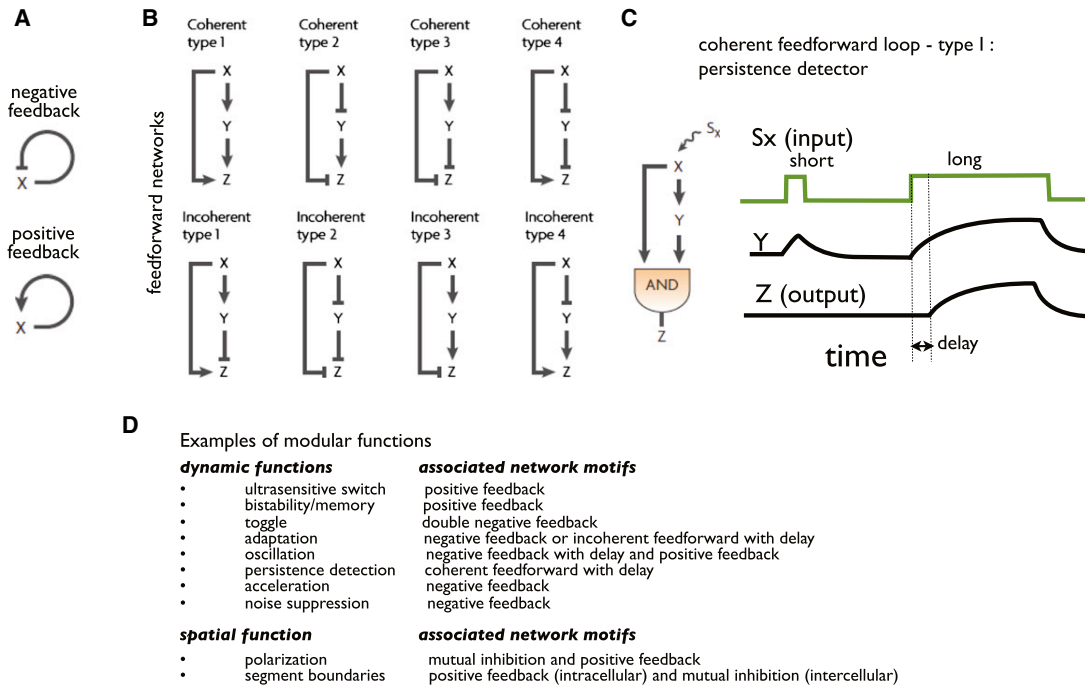 A
negative
feedback
X
positive
feedback
X
B
feedforward networks
Coherent
type 1
X
Y
Z
Coherent
type 2
X
Y
Z
Coherent
type 3
X
Y
Z
Coherent
type 4
X
Y
Z
Incoherent
type 1
X
Y
Z
Incoherent
type 2
X
Y
Z
Incoherent
type 3
X
Y
Z
Incoherent
type 4
X
Y
Z
C
coherent feedforward loop - type I :
persistence detector
Sx
X
Y
AND
Z
Sx (input)
short
long
Y
Z (output)
time
delay
D
Examples of modular functions
dynamic functions associated network motifs
• ultrasensitive switch positive feedback
• bistability/memory positive feedback
• toggle double negative feedback
• adaptation negative feedback or incoherent feedforward with delay
• oscillation negative feedback with delay and positive feedback
• persistence detection coherent feedforward with delay
• acceleration negative feedback
• noise suppression negative feedback
spatial function associated network motifs
• polarization mutual inhibition and positive feedback
• segment boundaries positive feedback (intracellular) and mutual inhibition (intercellular)